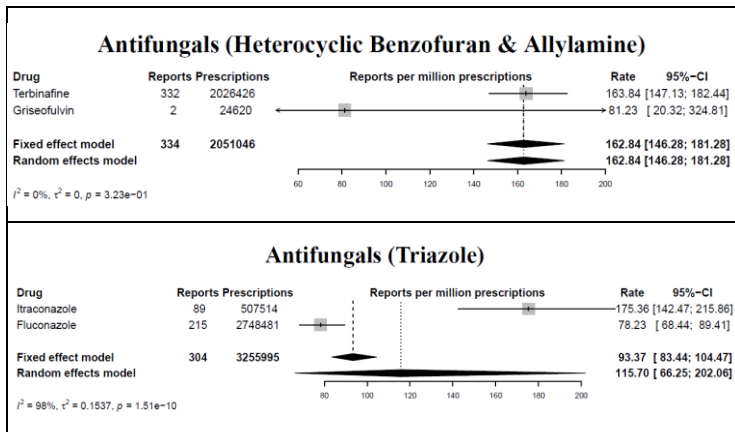 Antifungals (Heterocyclic Benzofuran & Allylamine)
Drug Reports Prescriptions Reports per million prescriptions Rate 95%−CI
Terbinafine 332 2026426 163.84 [147.13; 182.44]
Griseofulvin 2 24620 81.23 [ 20.32; 324.81]
Fixed effect model 334 2051046 162.84 [146.28; 181.28]
Random effects model 162.84 [146.28; 181.28]
60 80 100 120 140 160 180 200
I² = 0%, τ² = 0, p = 3.23e−01
Antifungals (Triazole)
Drug Reports Prescriptions Reports per million prescriptions Rate 95%−CI
Itraconazole 89 507514 175.36 [142.47; 215.86]
Fluconazole 215 2748481 78.23 [ 68.44; 89.41]
Fixed effect model 304 3255995 93.37 [ 83.44; 104.47]
Random effects model 115.70 [ 66.25; 202.06]
80 100 120 140 160 180 200
I² = 98%, τ² = 0.1537, p = 1.51e−10